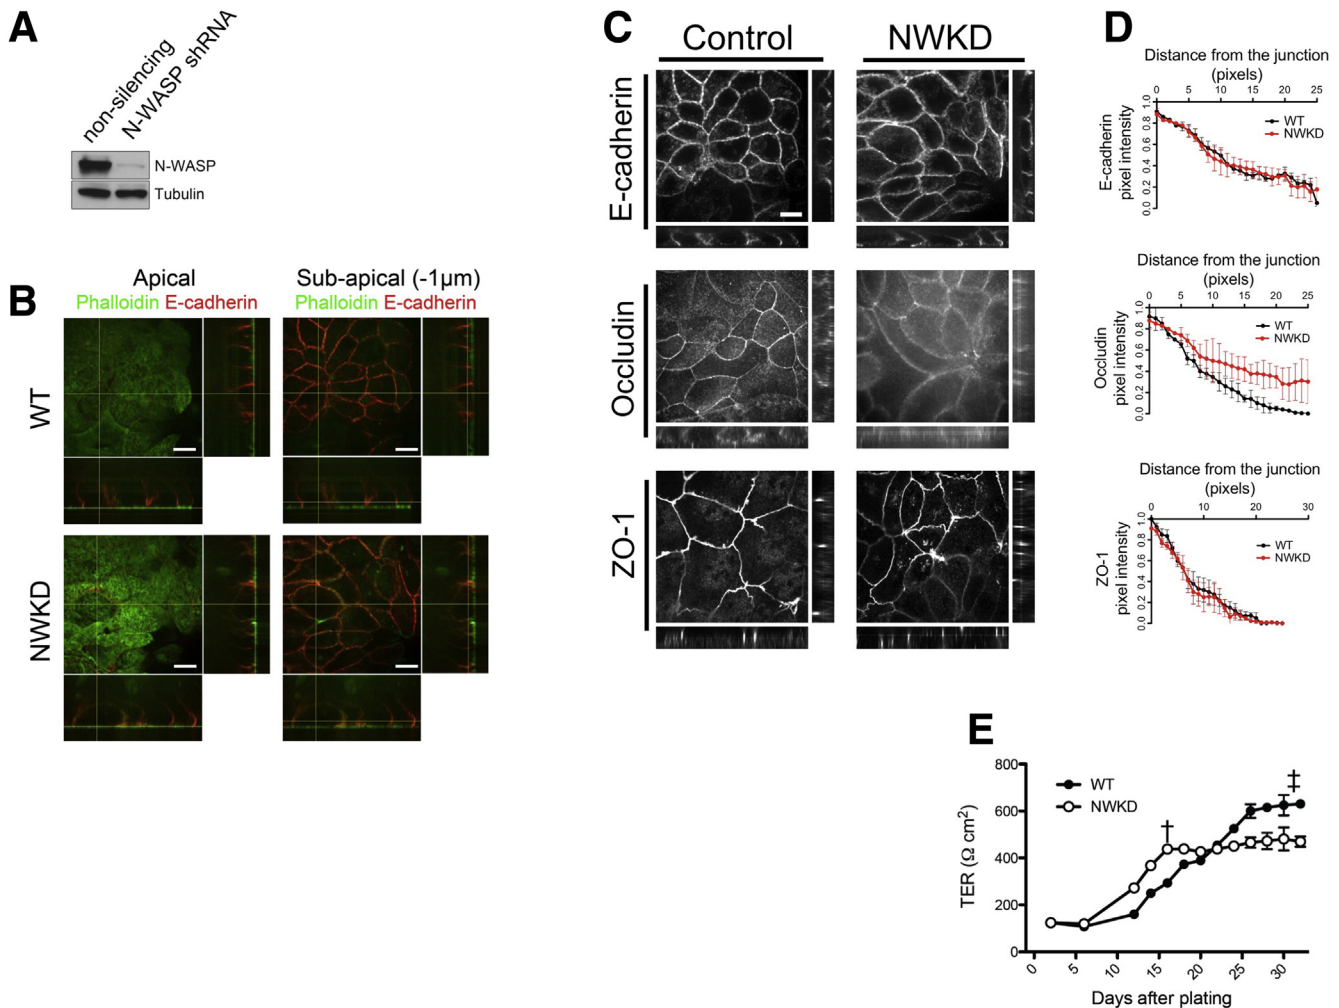 A
non-silencing
N-WASP shRNA
N-WASP
Tubulin
B
Apical
Sub-apical (-1µm)
Phalloidin E-cadherin
Phalloidin E-cadherin
WT
NWKD
C
Control
NWKD
E-cadherin
Occludin
ZO-1
D
Distance from the junction
(pixels)
0 5 10 15 20 25
E-cadherin
pixel intensity
0.0 0.2 0.4 0.6 0.8 1.0
WT
NWKD
Distance from the junction
(pixels)
0 5 10 15 20 25
Occludin
pixel intensity
0.0 0.2 0.4 0.6 0.8 1.0
WT
NWKD
Distance from the junction
(pixels)
0 10 20 30
ZO-1
pixel intensity
0.0 0.2 0.4 0.6 0.8 1.0
WT
NWKD
E
800
600
400
200
0
TER (Ω cm²)
WT
NWKD
†
‡
0 5 10 15 20 25 30
Days after plating